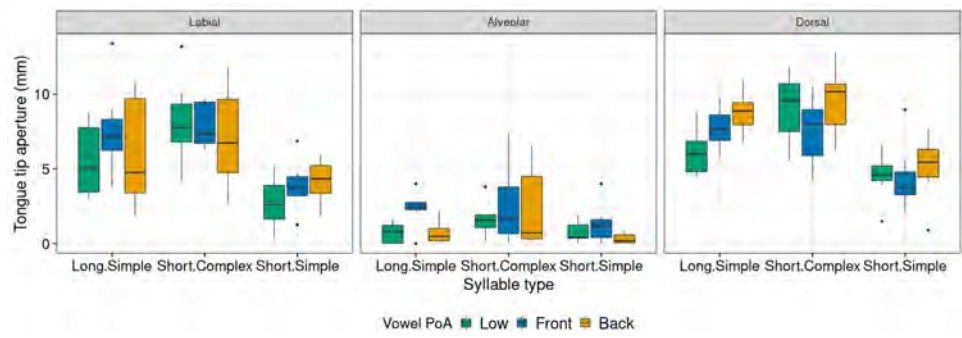 Labial Alveolar Dorsal
Tongue tip aperture (mm)
10
5
0
Long.Simple Short.Complex Short.Simple Long.Simple Short.Complex Short.Simple Long.Simple Short.Complex Short.Simple
Syllable type
Vowel PoA Low Front Back